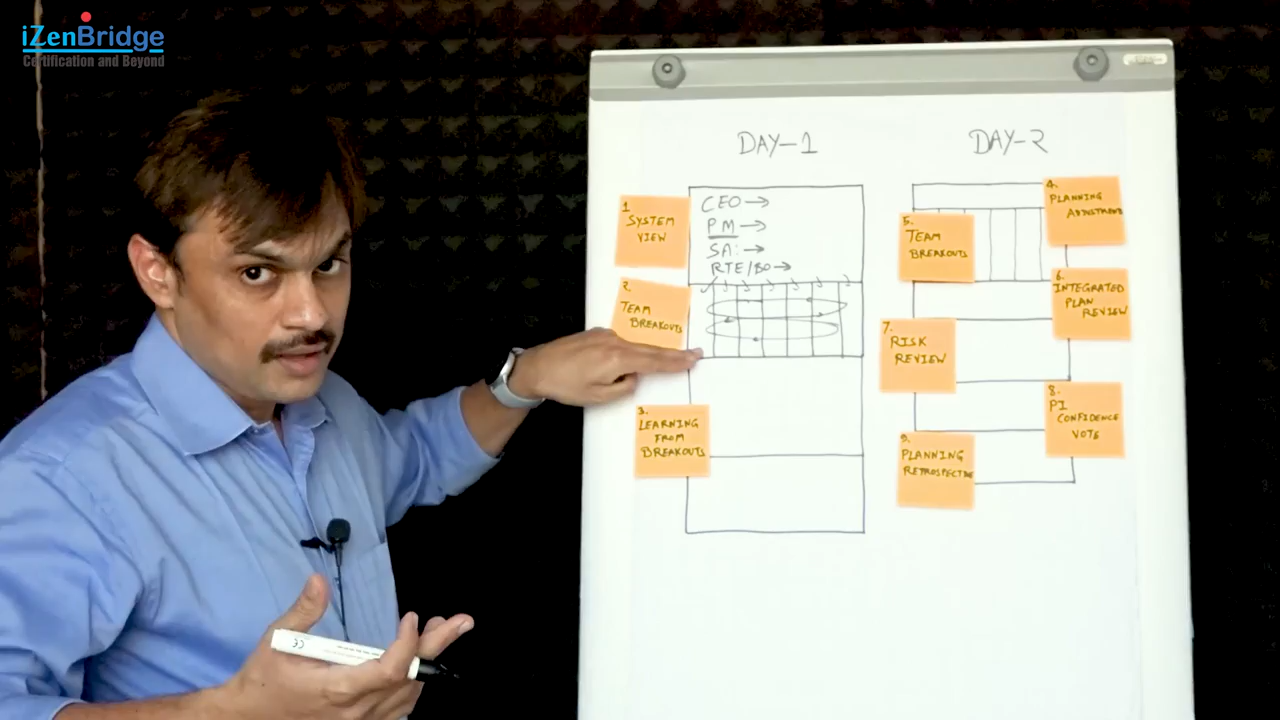 iZenBridge
Certification and Beyond
DAY-1
1
SYSTEM
VIEW
CEO→
PM→
SA:→
RTE/BO→
2.
TEAM
BREAKOUTS
3.
LEARNING
FROM
BREAKOUTS
DAY-2
4.
PLANNING
ADJUSTMENT
5.
TEAM
BREAKOUTS
6.
INTEGRATED
PLAN
REVIEW
7.
RISK
REVIEW
8.
PI
CONFIDENCE
VOTE
9.
PLANNING
RETROSPECTIVE
CE